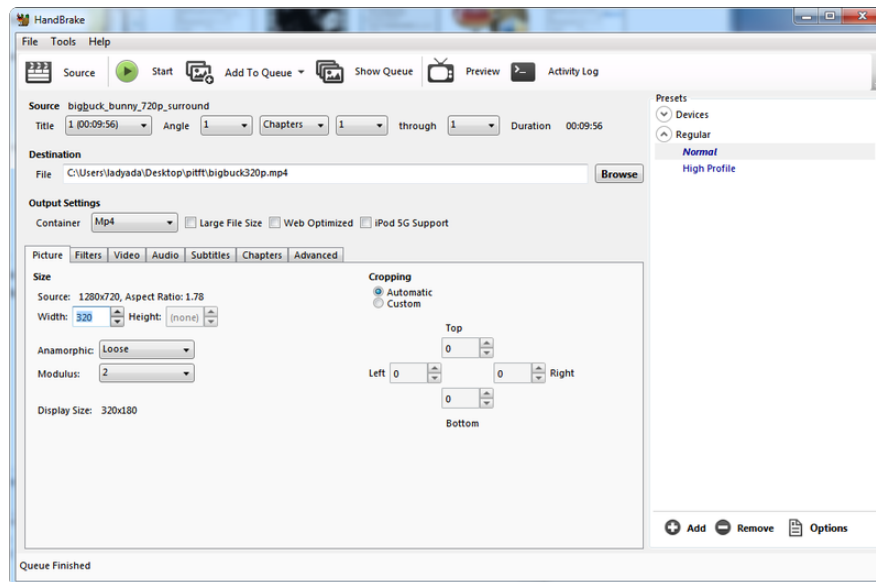 HandBrake
File Tools Help
Source Start Add To Queue Show Queue Preview Activity Log
Source bigbuck_bunny_720p_surround
Title 1 (00:09:56) Angle 1 Chapters 1 through 1 Duration 00:09:56
Destination
File C:\Users\ladyada\Desktop\pitft\bigbuck320p.mp4 Browse
Output Settings
Container Mp4 Large File Size Web Optimized iPod 5G Support
Picture Filters Video Audio Subtitles Chapters Advanced
Size
Source: 1280x720, Aspect Ratio: 1.78
Width: 320 Height: (none)
Anamorphic: Loose
Modulus: 2
Display Size: 320x180
Cropping
Automatic
Custom
Top
0
Left 0 0 Right
0
Bottom
Presets
Devices
Regular
Normal
High Profile
Add Remove Options
Queue Finished